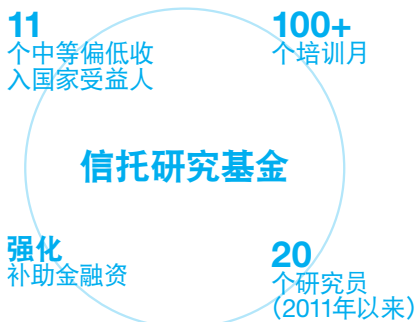 11
个中等偏低收
入国家受益人
100+
个培训月
信托研究基金
强化
补助金融资
20
个研究员
（2011年以来）